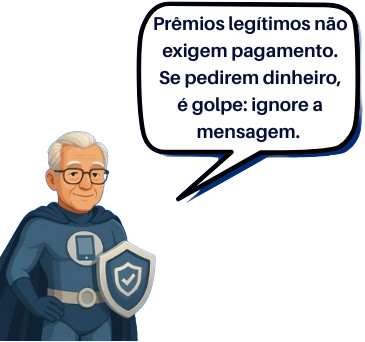 Prêmios legítimos não
exigem pagamento.
Se pedirem dinheiro,
é golpe: ignore a
mensagem.